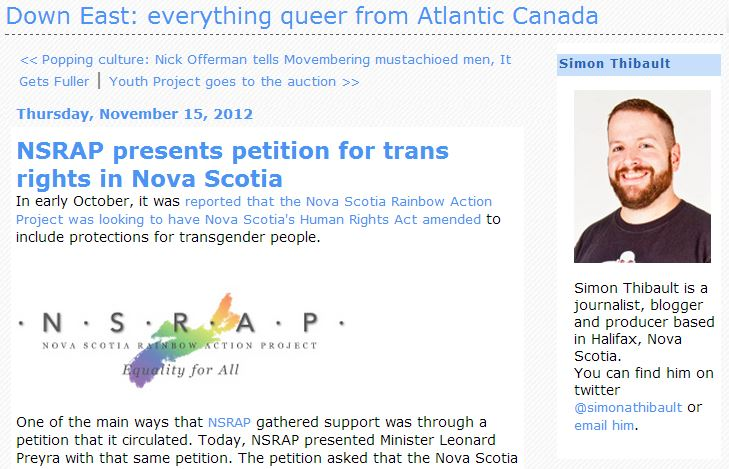 Down East: everything queer from Atlantic Canada
<< Popping culture: Nick Offerman tells Movembering mustachioed men, It
Gets Fuller | Youth Project goes to the auction >>
Thursday, November 15, 2012
NSRAP presents petition for trans
rights in Nova Scotia
In early October, it was reported that the Nova Scotia Rainbow Action
Project was looking to have Nova Scotia's Human Rights Act amended to
include protections for transgender people.
· N · S · R · A · P ·
NOVA SCOTIA RAINBOW ACTION PROJECT
Equality for All
One of the main ways that NSRAP gathered support was through a
petition that it circulated. Today, NSRAP presented Minister Leonard
Preyra with that same petition. The petition asked that the Nova Scotia
Simon Thibault
Simon Thibault is a
journalist, blogger
and producer based
in Halifax, Nova
Scotia.
You can find him on
twitter
@simonathibault or
email him.